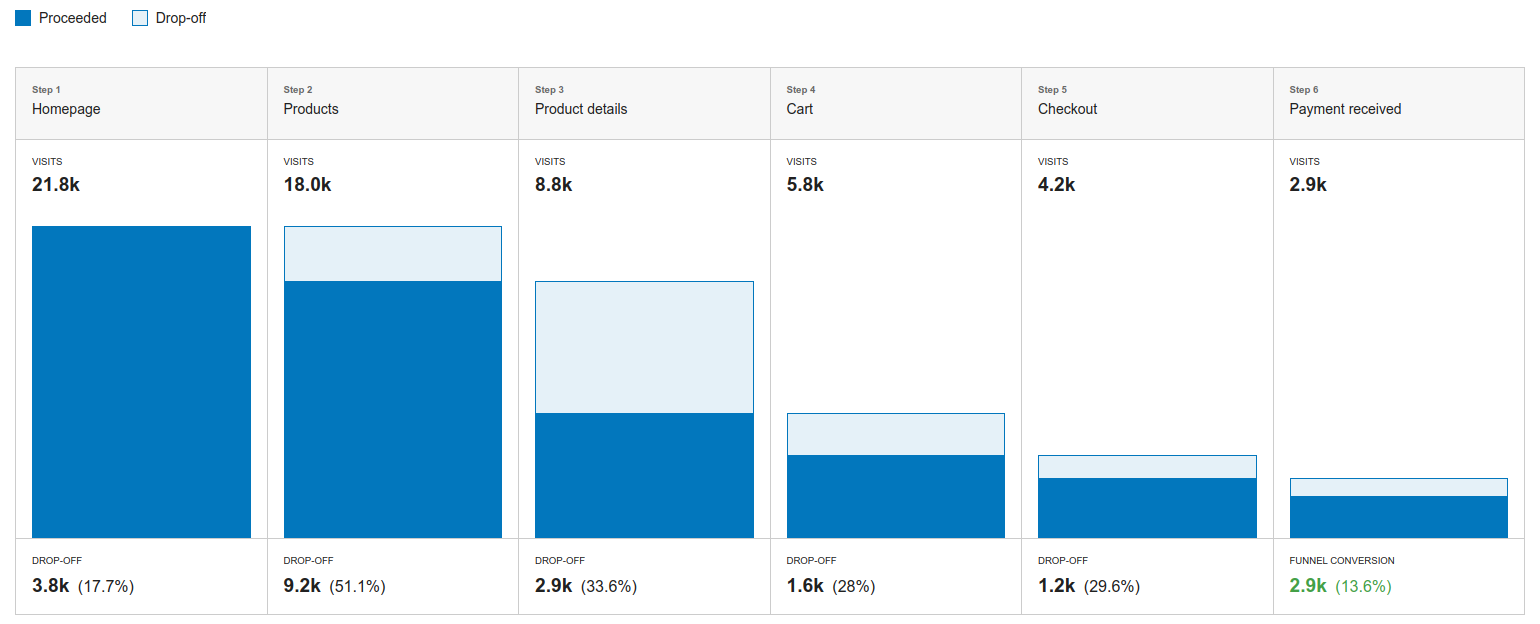 Proceeded Drop-off
Step 1 Step 2 Step 3 Step 4 Step 5 Step 6
Homepage Products Product details Cart Checkout Payment received
VISITS VISITS VISITS VISITS VISITS VISITS
21.8k 18.0k 8.8k 5.8k 4.2k 2.9k
DROP-OFF DROP-OFF DROP-OFF DROP-OFF DROP-OFF FUNNEL CONVERSION
3.8k (17.7%) 9.2k (51.1%) 2.9k (33.6%) 1.6k (28%) 1.2k (29.6%) 2.9k (13.6%)